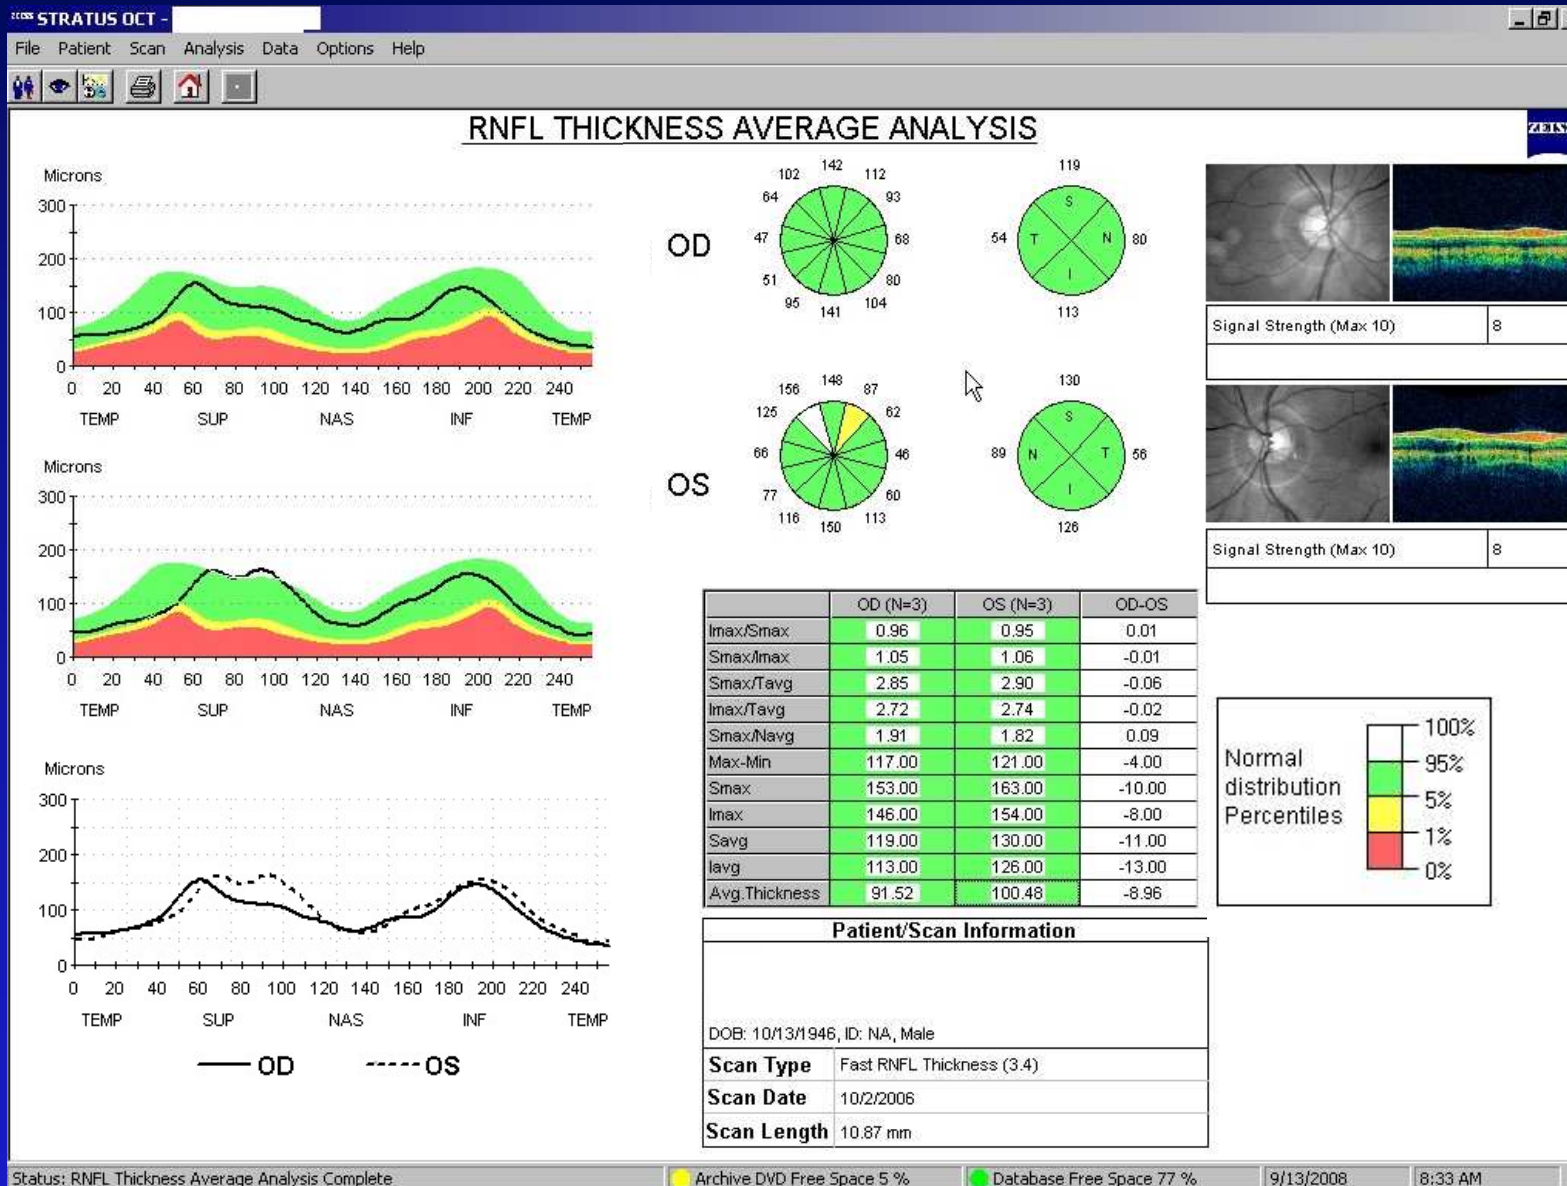 ZEISS STRATUS OCT -
File Patient Scan Analysis Data Options Help
RNFL THICKNESS AVERAGE ANALYSIS
ZEISS
Microns
300
200
100
0
0 20 40 60 80 100 120 140 160 180 200 220 240
TEMP SUP NAS INF TEMP
OD
142
102 112
64 93
47 68
51 80
95 104
141
119
S
54 T N 80
I
113
Signal Strength (Max 10) 8
Microns
300
200
100
0
0 20 40 60 80 100 120 140 160 180 200 220 240
TEMP SUP NAS INF TEMP
OS
148
156 87
125 62
66 46
77 60
116 113
150
130
S
89 N T 56
I
126
Signal Strength (Max 10) 8
Microns
300
200
100
0
0 20 40 60 80 100 120 140 160 180 200 220 240
TEMP SUP NAS INF TEMP
OD OS
OD (N=3) OS (N=3) OD-OS
Imax/Smax 0.96 0.95 0.01
Smax/Imax 1.05 1.06 -0.01
Smax/Tavg 2.85 2.90 -0.06
Imax/Tavg 2.72 2.74 -0.02
Smax/Navg 1.91 1.82 0.09
Max-Min 117.00 121.00 -4.00
Smax 153.00 163.00 -10.00
Imax 146.00 154.00 -8.00
Savg 119.00 130.00 -11.00
Iavg 113.00 126.00 -13.00
Avg.Thickness 91.52 100.48 -8.96
Normal
distribution
Percentiles
100%
95%
5%
1%
0%
Patient/Scan Information
DOB: 10/13/1946, ID: NA, Male
Scan Type Fast RNFL Thickness (3.4)
Scan Date 10/2/2006
Scan Length 10.87 mm
Status: RNFL Thickness Average Analysis Complete Archive DVD Free Space 5 % Database Free Space 77 % 9/13/2008 8:33 AM